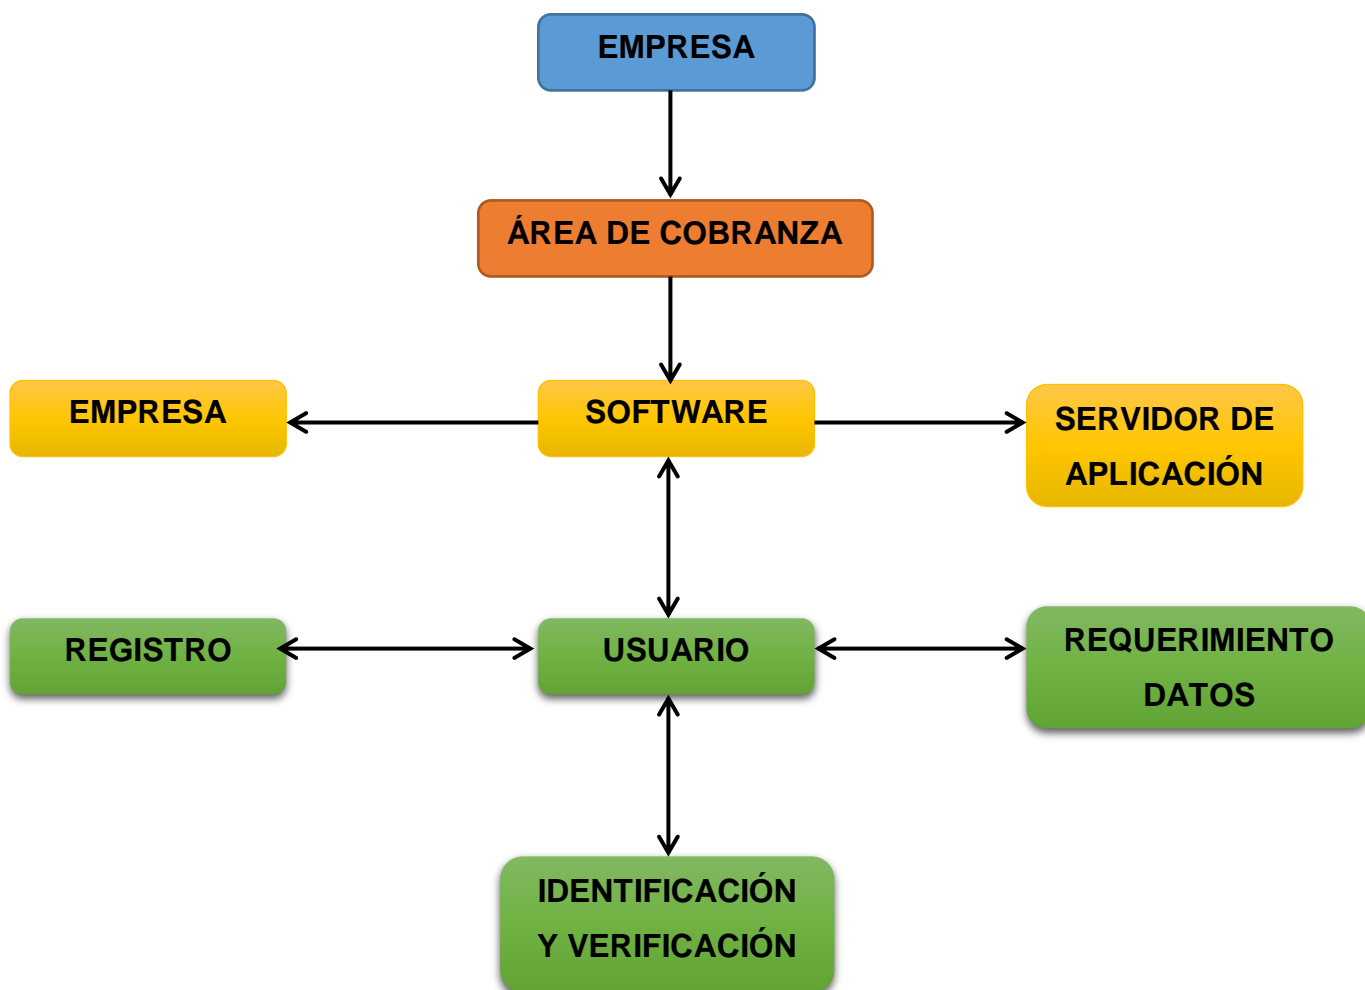 EMPRESA
ÁREA DE COBRANZA
EMPRESA
SOFTWARE
SERVIDOR DE
APLICACIÓN
REGISTRO
USUARIO
REQUERIMIENTO
DATOS
IDENTIFICACIÓN
Y VERIFICACIÓN